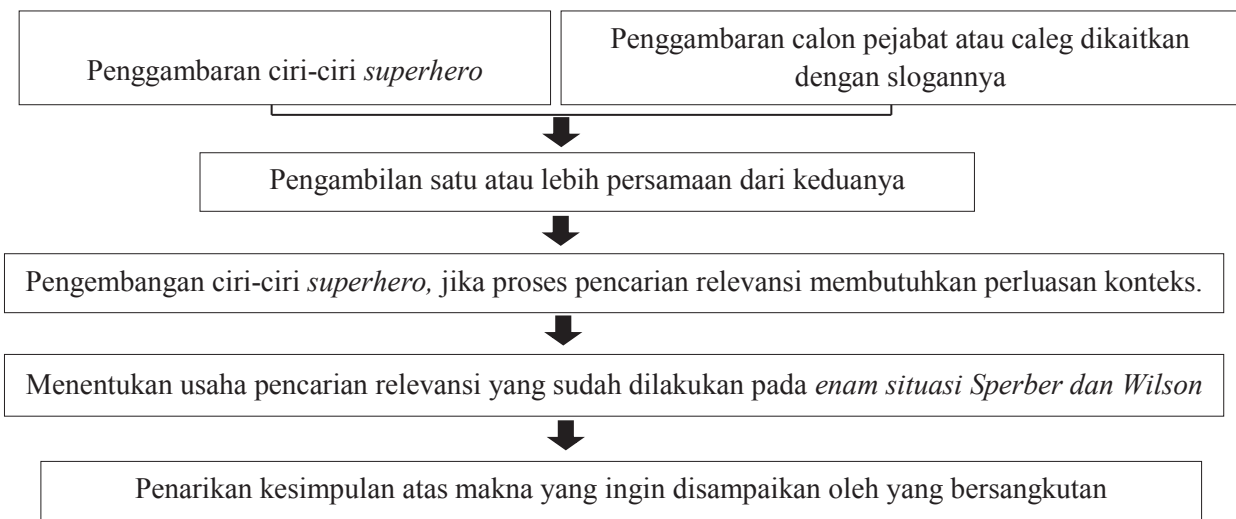 Penggambaran ciri-ciri superhero
Penggambaran calon pejabat atau caleg dikaitkan
dengan slogannya
Pengambilan satu atau lebih persamaan dari keduanya
Pengembangan ciri-ciri superhero, jika proses pencarian relevansi membutuhkan perluasan konteks.
Menentukan usaha pencarian relevansi yang sudah dilakukan pada enam situasi Sperber dan Wilson
Penarikan kesimpulan atas makna yang ingin disampaikan oleh yang bersangkutan